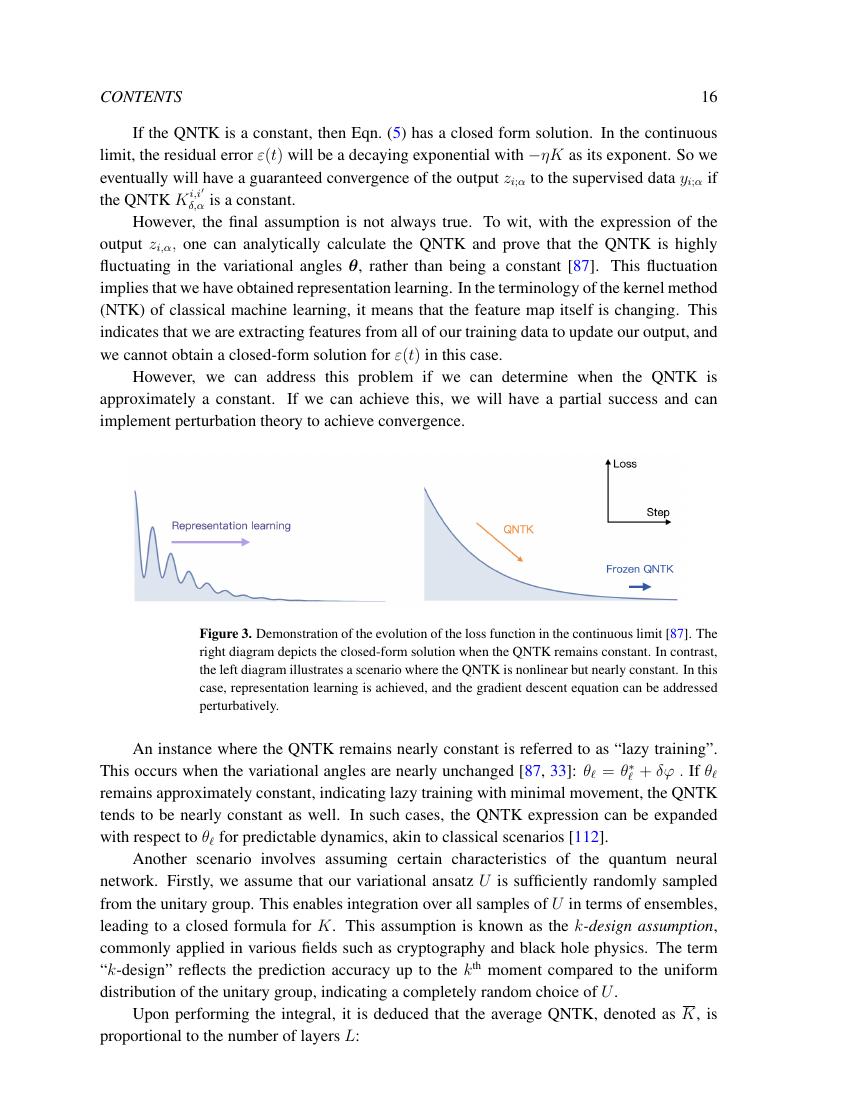 CONTENTS 16
If the QNTK is a constant, then Eqn. (5) has a closed form solution. In the continuous
limit, the residual error ε(t) will be a decaying exponential with −ηK as its exponent. So we
eventually will have a guaranteed convergence of the output z_{i;α} to the supervised data y_{i;α} if
the QNTK K^{i,i'}_{δ,α} is a constant.
However, the final assumption is not always true. To wit, with the expression of the
output z_{i,α}, one can analytically calculate the QNTK and prove that the QNTK is highly
fluctuating in the variational angles θ, rather than being a constant [87]. This fluctuation
implies that we have obtained representation learning. In the terminology of the kernel method
(NTK) of classical machine learning, it means that the feature map itself is changing. This
indicates that we are extracting features from all of our training data to update our output, and
we cannot obtain a closed-form solution for ε(t) in this case.
However, we can address this problem if we can determine when the QNTK is
approximately a constant. If we can achieve this, we will have a partial success and can
implement perturbation theory to achieve convergence.
Representation learning
QNTK
Loss
Step
Frozen QNTK
Figure 3. Demonstration of the evolution of the loss function in the continuous limit [87]. The
right diagram depicts the closed-form solution when the QNTK remains constant. In contrast,
the left diagram illustrates a scenario where the QNTK is nonlinear but nearly constant. In this
case, representation learning is achieved, and the gradient descent equation can be addressed
perturbatively.
An instance where the QNTK remains nearly constant is referred to as “lazy training”.
This occurs when the variational angles are nearly unchanged [87, 33]: θ_ℓ = θ*_ℓ + δφ . If θ_ℓ
remains approximately constant, indicating lazy training with minimal movement, the QNTK
tends to be nearly constant as well. In such cases, the QNTK expression can be expanded
with respect to θ_ℓ for predictable dynamics, akin to classical scenarios [112].
Another scenario involves assuming certain characteristics of the quantum neural
network. Firstly, we assume that our variational ansatz U is sufficiently randomly sampled
from the unitary group. This enables integration over all samples of U in terms of ensembles,
leading to a closed formula for K. This assumption is known as the k-design assumption,
commonly applied in various fields such as cryptography and black hole physics. The term
“k-design” reflects the prediction accuracy up to the k^th moment compared to the uniform
distribution of the unitary group, indicating a completely random choice of U.
Upon performing the integral, it is deduced that the average QNTK, denoted as K̅, is
proportional to the number of layers L: